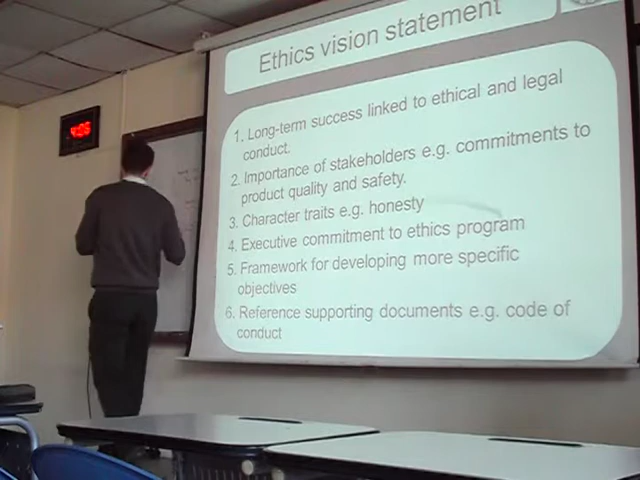 Ethics vision statement
1. Long-term success linked to ethical and legal
conduct.
2. Importance of stakeholders e.g. commitments to
product quality and safety.
3. Character traits e.g. honesty
4. Executive commitment to ethics program
5. Framework for developing more specific
objectives
6. Reference supporting documents e.g. code of
conduct